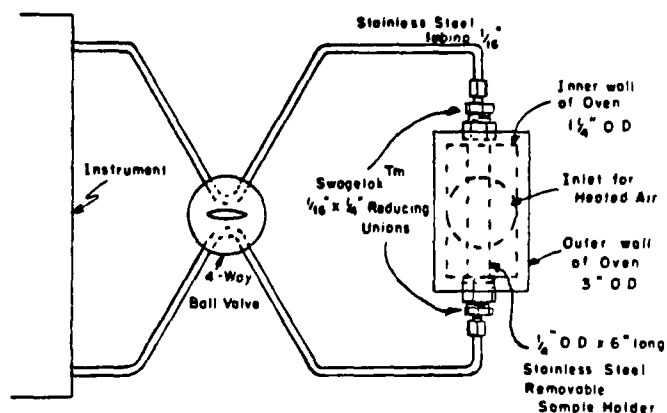 Stainless Steel
tubing 1/16"
Inner wall
of Oven
1 1/4" O D
Instrument
Swagelok TM
1/16" x 1/4" Reducing
Unions
Inlet for
Heated Air
Outer wall
of Oven
3" O D
4-Way
Ball Valve
1/4" O D x 6" long
Stainless Steel
Removable
Sample Holder